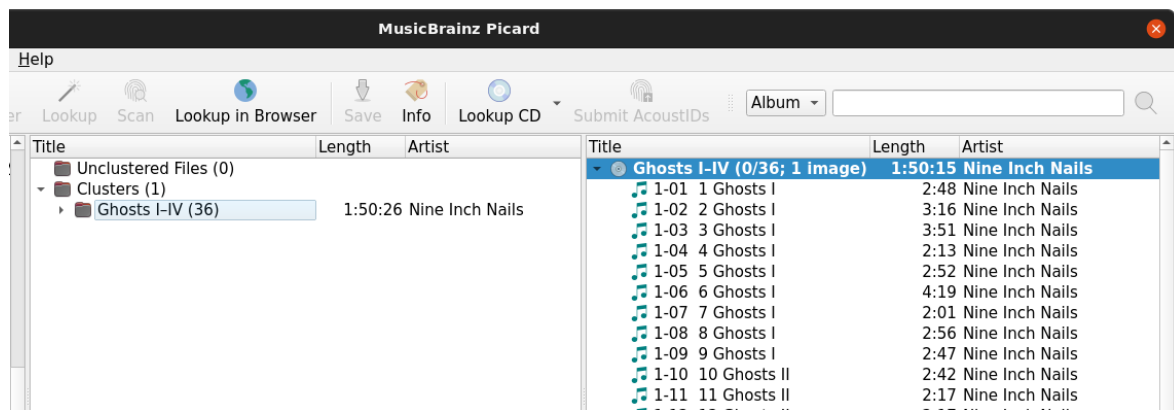 MusicBrainz Picard
Help
er Lookup Scan Lookup in Browser Save Info Lookup CD Submit AcoustIDs Album
Title Length Artist
Unclustered Files (0)
Clusters (1)
Ghosts I–IV (36) 1:50:26 Nine Inch Nails
Title Length Artist
Ghosts I–IV (0/36; 1 image) 1:50:15 Nine Inch Nails
1-01 1 Ghosts I 2:48 Nine Inch Nails
1-02 2 Ghosts I 3:16 Nine Inch Nails
1-03 3 Ghosts I 3:51 Nine Inch Nails
1-04 4 Ghosts I 2:13 Nine Inch Nails
1-05 5 Ghosts I 2:52 Nine Inch Nails
1-06 6 Ghosts I 4:19 Nine Inch Nails
1-07 7 Ghosts I 2:01 Nine Inch Nails
1-08 8 Ghosts I 2:56 Nine Inch Nails
1-09 9 Ghosts I 2:47 Nine Inch Nails
1-10 10 Ghosts II 2:42 Nine Inch Nails
1-11 11 Ghosts II 2:17 Nine Inch Nails